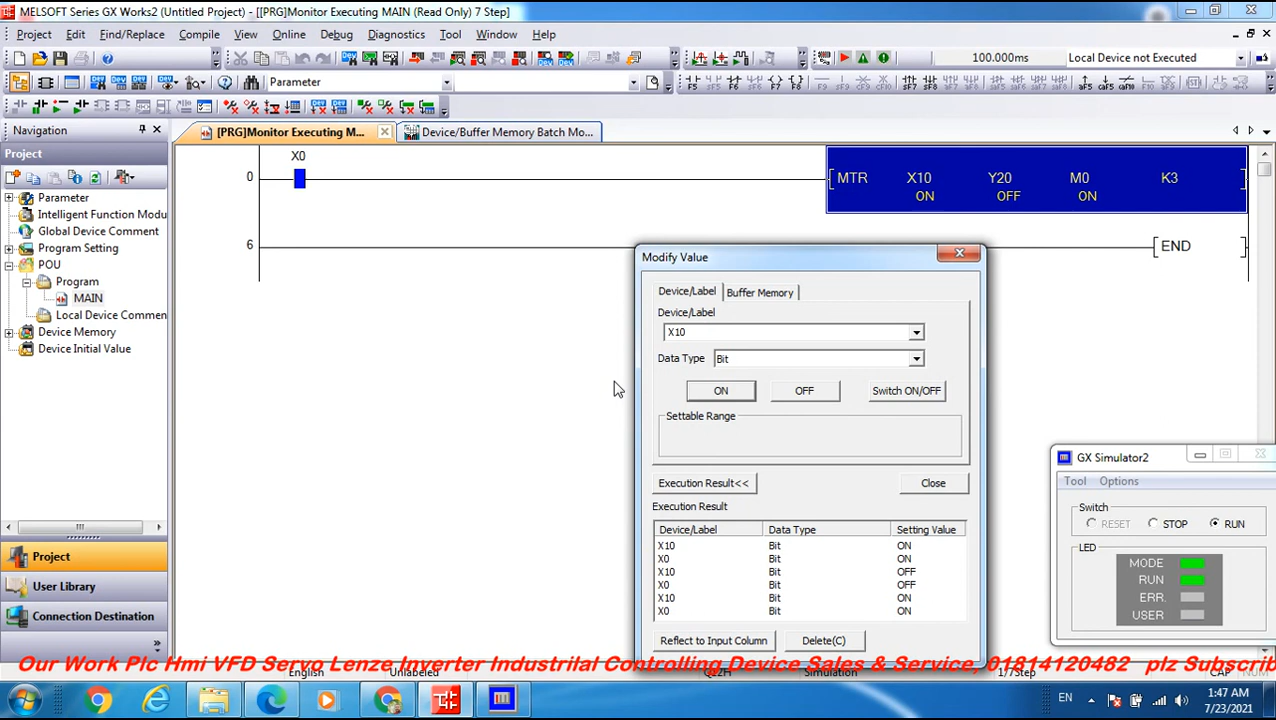 MELSOFT Series GX Works2 (Untitled Project) - [[PRG]Monitor Executing MAIN (Read Only) 7 Step]
Project Edit Find/Replace Compile View Online Debug Diagnostics Tool Window Help
100.000ms Local Device not Executed
Parameter
Navigation
[PRG]Monitor Executing M...
Device/Buffer Memory Batch Mo...
Project
Parameter
Intelligent Function Modu
Global Device Comment
Program Setting
POU
Program
MAIN
Local Device Commen
Device Memory
Device Initial Value
Project
User Library
Connection Destination
X0
0
MTR X10 Y20 M0 K3
ON OFF ON
6
END
Modify Value
Device/Label Buffer Memory
Device/Label
X10
Data Type Bit
ON OFF Switch ON/OFF
Settable Range
Execution Result<< Close
Execution Result
Device/Label Data Type Setting Value
X10 Bit ON
X0 Bit ON
X10 Bit OFF
X0 Bit OFF
X10 Bit ON
X0 Bit ON
Reflect to Input Column Delete(C)
GX Simulator2
Tool Options
Switch
RESET STOP RUN
LED
MODE
RUN
ERR.
USER
Our Work Plc Hmi VFD Servo Lenze Inverter Industrilal Controlling Device Sales & Service, 01814120482 plz Subscrib
English Unlabeled Q12H Simulation 1/7Step CAP NUM
EN
1:47 AM
7/23/2021